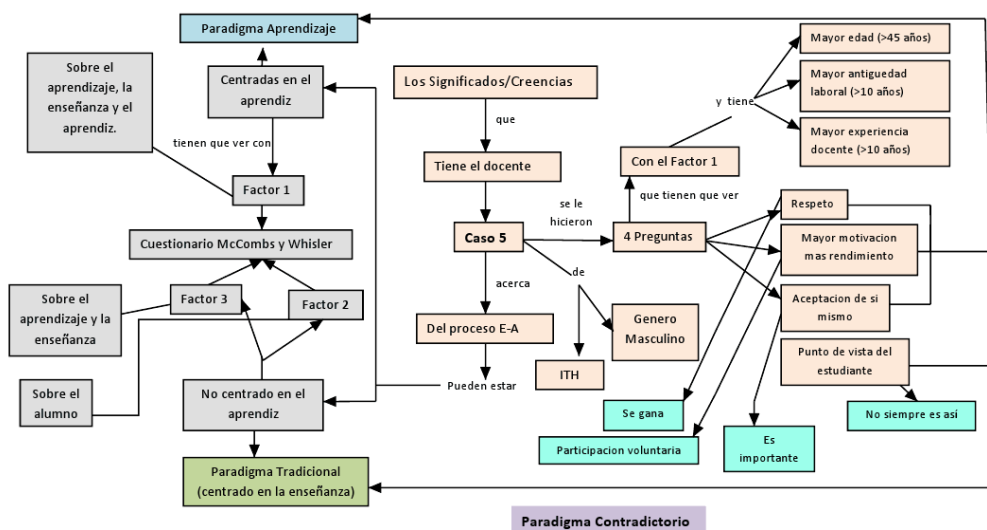 Paradigma Aprendizaje
Sobre el
aprendizaje, la
enseñanza y el
aprendiz.
Centradas en el
aprendiz
tienen que ver con
Factor 1
Cuestionario McCombs y Whisler
Factor 3
Factor 2
Sobre el
aprendizaje y la
enseñanza
Sobre el
alumno
No centrado en el
aprendiz
Paradigma Tradicional
(centrado en la enseñanza)
Los Significados/Creencias
que
Tiene el docente
Caso 5
se le
hicieron
4 Preguntas
acerca
de
Del proceso E-A
Genero
Masculino
ITH
Pueden estar
que tienen que ver
Con el Factor 1
y tiene
Mayor edad (>45 años)
Mayor antiguedad
laboral (>10 años)
Mayor experiencia
docente (>10 años)
Respeto
Mayor motivacion
mas rendimiento
Aceptacion de si
mismo
Punto de vista del
estudiante
Se gana
Participacion voluntaria
Es
importante
No siempre es así
Paradigma Contradictorio